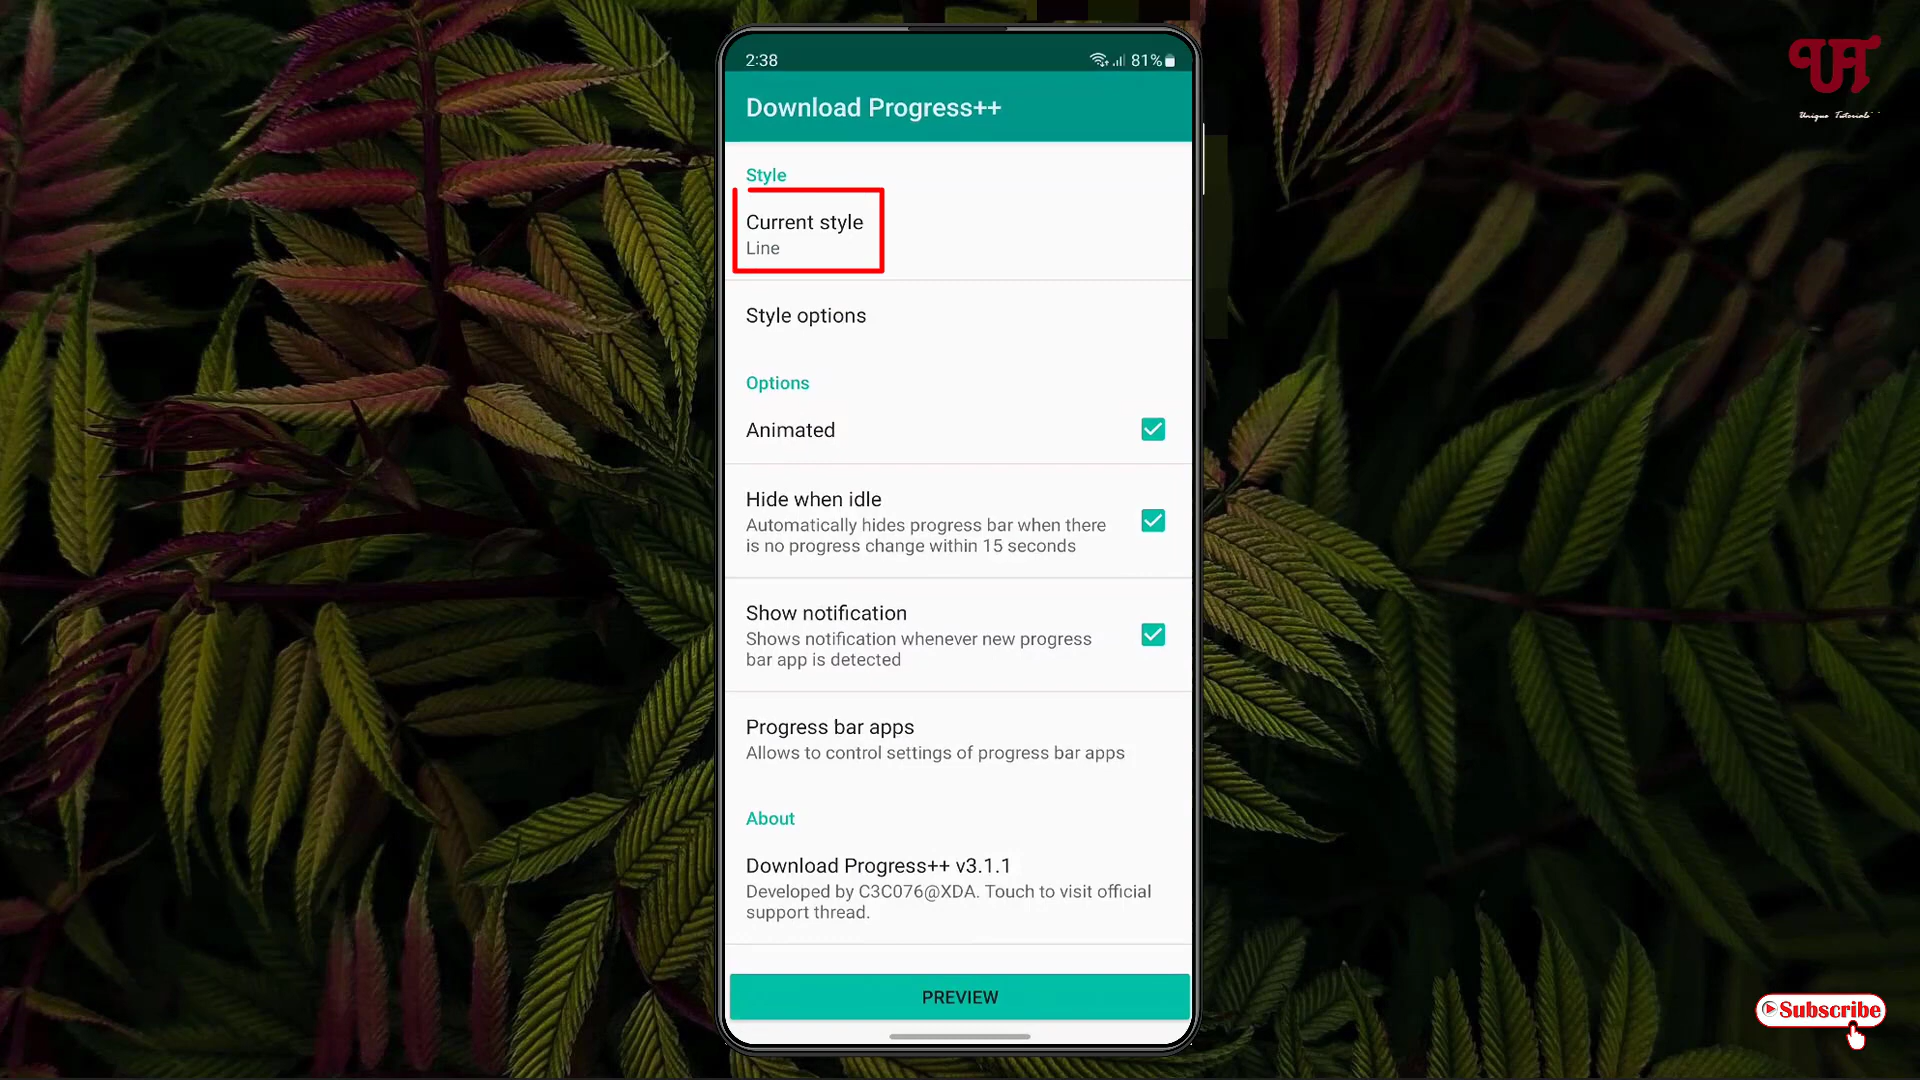 2:38
81%
Download Progress++
Style
Current style
Line
Style options
Options
Animated
Hide when idle
Automatically hides progress bar when there
is no progress change within 15 seconds
Show notification
Shows notification whenever new progress
bar app is detected
Progress bar apps
Allows to control settings of progress bar apps
About
Download Progress++ v3.1.1
Developed by C3C076@XDA. Touch to visit official
support thread.
PREVIEW
UT
Unique Tutorials
Subscribe